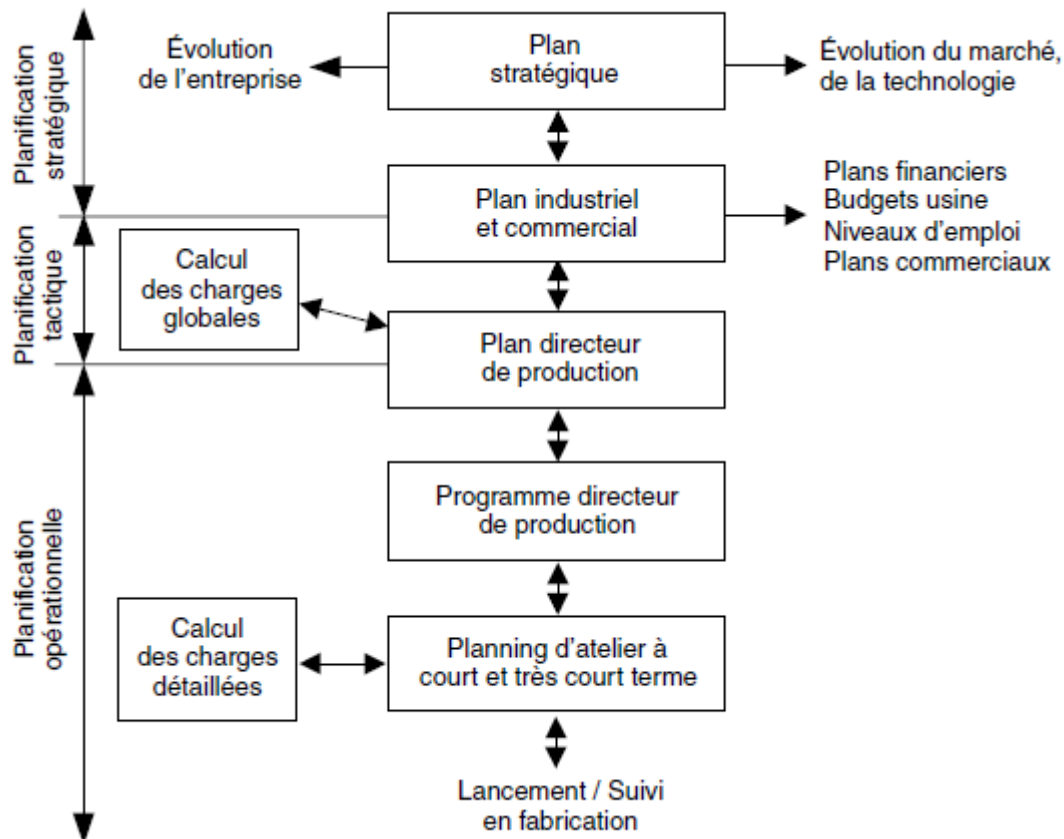 Planification
stratégique
Évolution
de l'entreprise
Plan
stratégique
Évolution du marché,
de la technologie
Plan industriel
et commercial
Plans financiers
Budgets usine
Niveaux d'emploi
Plans commerciaux
Planification
tactique
Calcul
des charges
globales
Plan directeur
de production
Planification
opérationnelle
Programme directeur
de production
Calcul
des charges
détaillées
Planning d'atelier à
court et très court terme
Lancement / Suivi
en fabrication